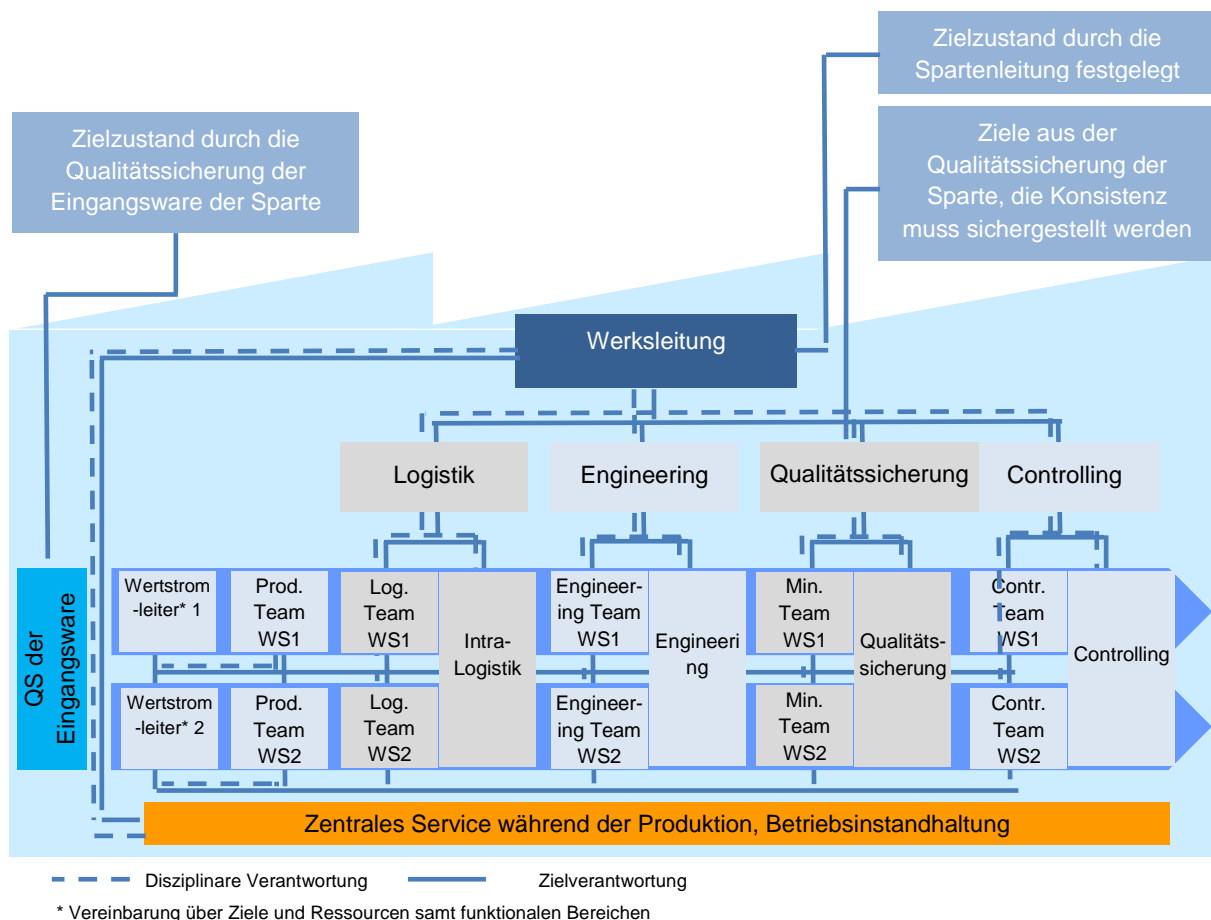 Zielzustand durch die
Spartenleitung festgelegt
Zielzustand durch die
Qualitätssicherung der
Eingangsware der Sparte
Ziele aus der
Qualitätssicherung der
Sparte, die Konsistenz
muss sichergestellt werden
Werksleitung
Logistik
Engineering
Qualitätssicherung
Controlling
QS der
Eingangsware
Wertstrom
-leiter* 1
Prod.
Team
WS1
Log.
Team
WS1
Intra-
Logistik
Engineer-
ing Team
WS1
Engineeri
ng
Min.
Team
WS1
Qualitäts-
sicherung
Contr.
Team
WS1
Controlling
Wertstrom
-leiter* 2
Prod.
Team
WS2
Log.
Team
WS2
Engineer-
ing Team
WS2
Min.
Team
WS2
Contr.
Team
WS2
Zentrales Service während der Produktion, Betriebsinstandhaltung
Disziplinare Verantwortung
Zielverantwortung
* Vereinbarung über Ziele und Ressourcen samt funktionalen Bereichen